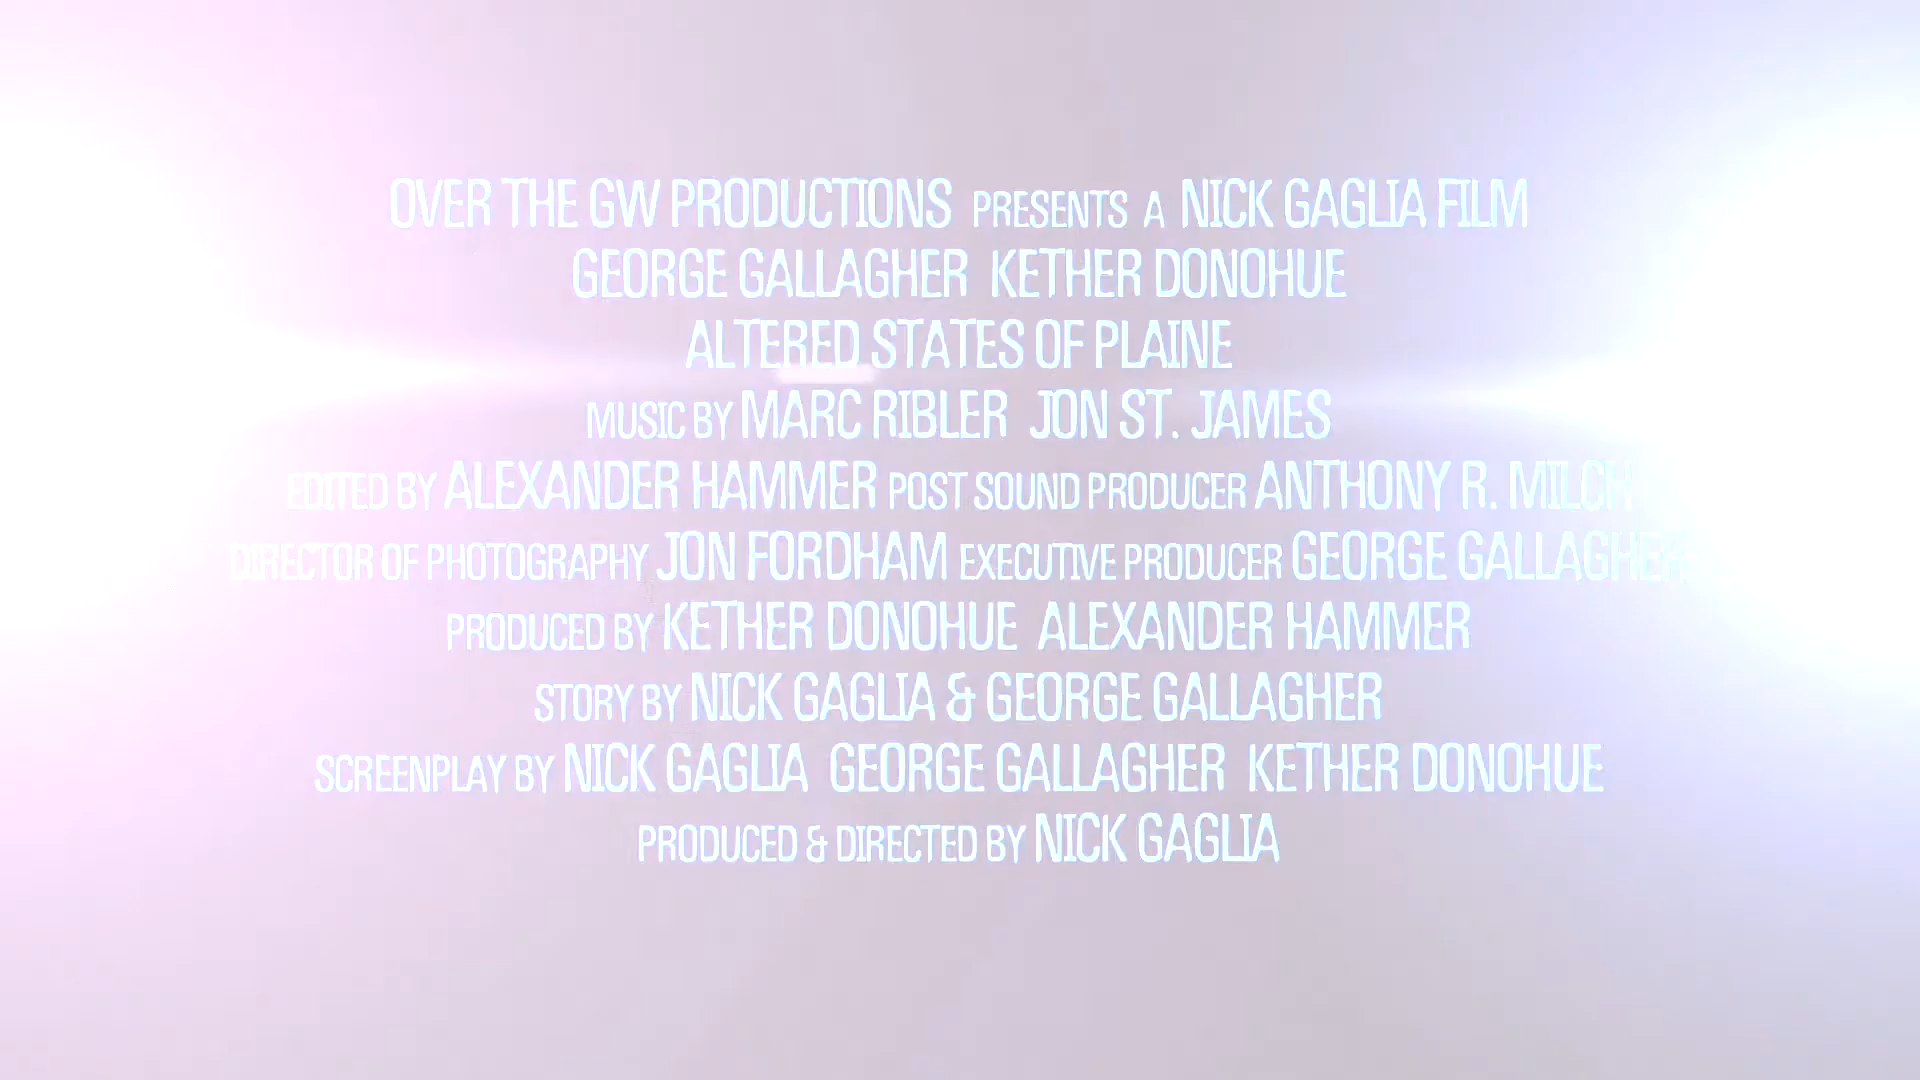 OVER THE GW PRODUCTIONS PRESENTS A NICK GAGLIA FILM
GEORGE GALLAGHER KETHER DONOHUE
ALTERED STATES OF PLAINE
MUSIC BY MARC RIBLER JON ST. JAMES
EDITED BY ALEXANDER HAMMER POST SOUND PRODUCER ANTHONY R. MILCH
DIRECTOR OF PHOTOGRAPHY JON FORDHAM EXECUTIVE PRODUCER GEORGE GALLAGHER
PRODUCED BY KETHER DONOHUE ALEXANDER HAMMER
STORY BY NICK GAGLIA & GEORGE GALLAGHER
SCREENPLAY BY NICK GAGLIA GEORGE GALLAGHER KETHER DONOHUE
PRODUCED & DIRECTED BY NICK GAGLIA